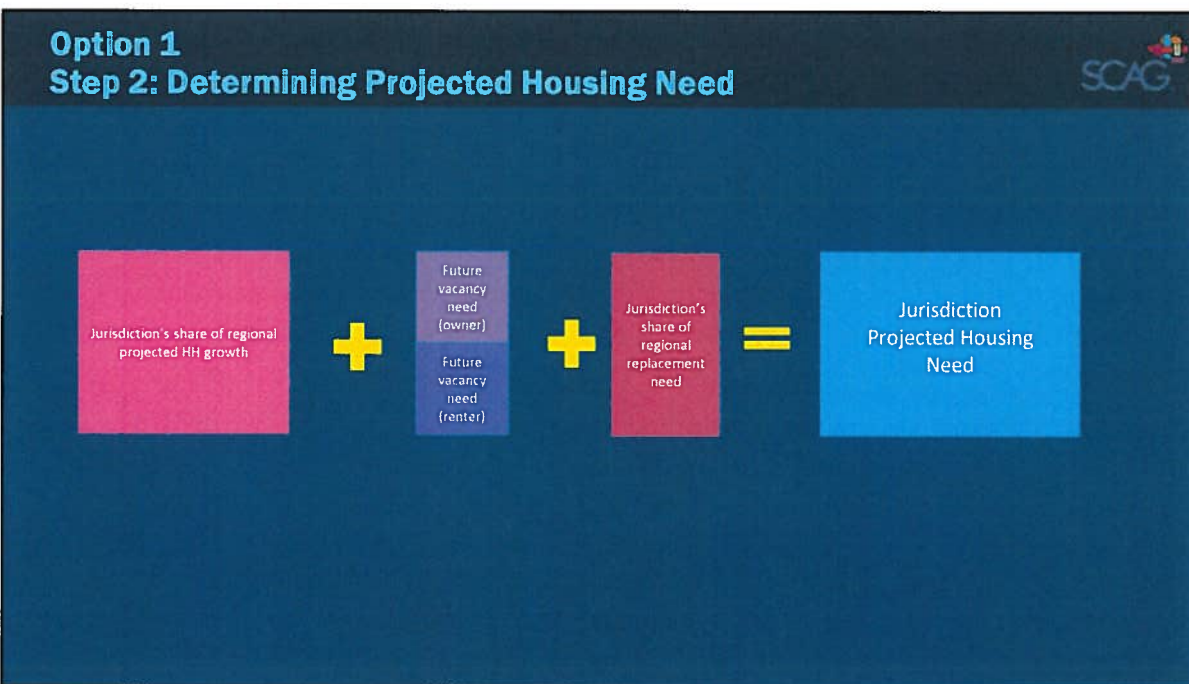 Option 1
Step 2: Determining Projected Housing Need
SCAG
Jurisdiction's share of regional
projected HH growth
+
Future
vacancy
need
(owner)
Future
vacancy
need
(renter)
+
Jurisdiction's
share of
regional
replacement
need
=
Jurisdiction
Projected Housing
Need